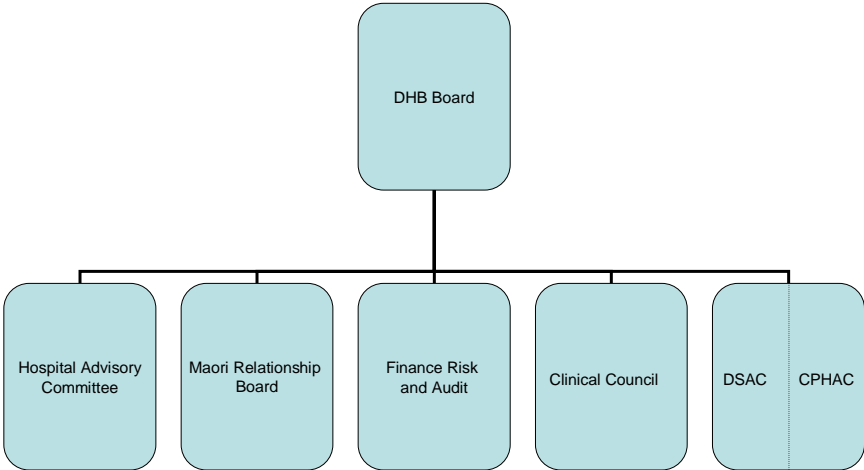 DHB Board
Hospital Advisory
Committee
Maori Relationship
Board
Finance Risk
and Audit
Clinical Council
DSAC
CPHAC